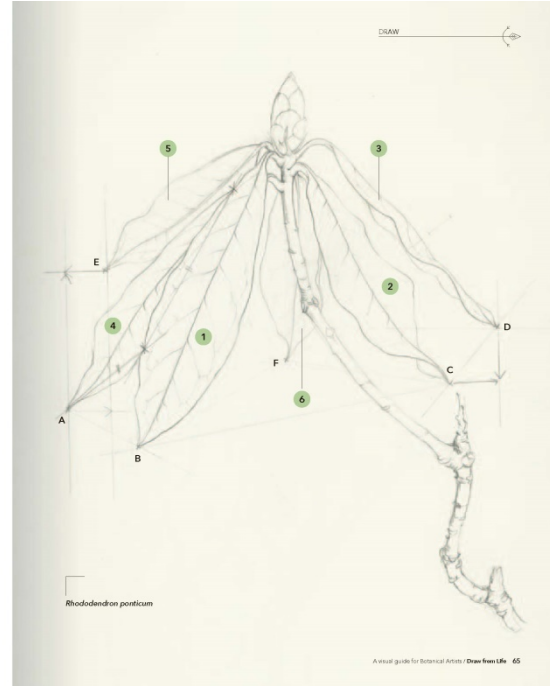 DRAW
5
3
E
2
4
1
D
F
C
6
A
B
Rhododendron ponticum
A visual guide for Botanical Artists / Draw from Life 65